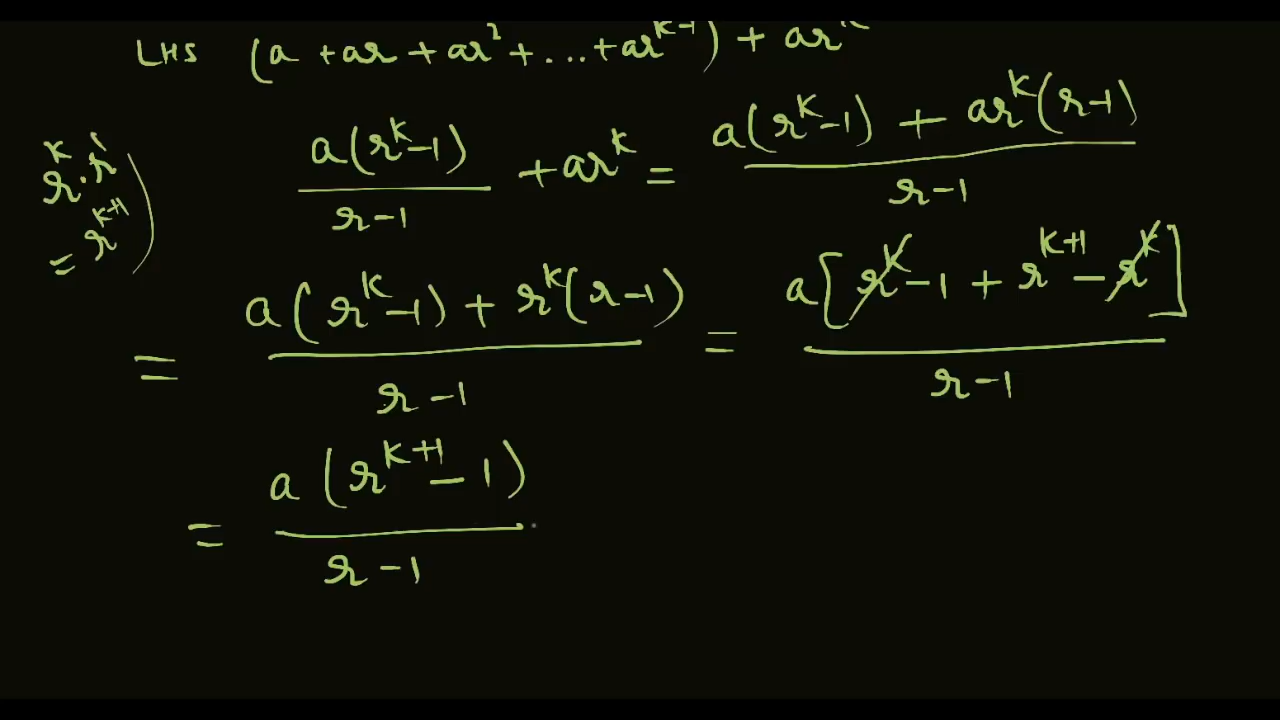 LHS (a + ar + ar² + ... + ar^(k-1)) + ar^k
a(r^k-1)/(r-1) + ar^k = (a(r^k-1) + ar^k(r-1))/(r-1)
r^k · r^1
= r^(k+1))
= (a(r^k-1) + r^k(r-1))/(r-1) = a[r^k-1 + r^(k+1) - r^k]/(r-1)
= a(r^(k+1) - 1)/(r-1)